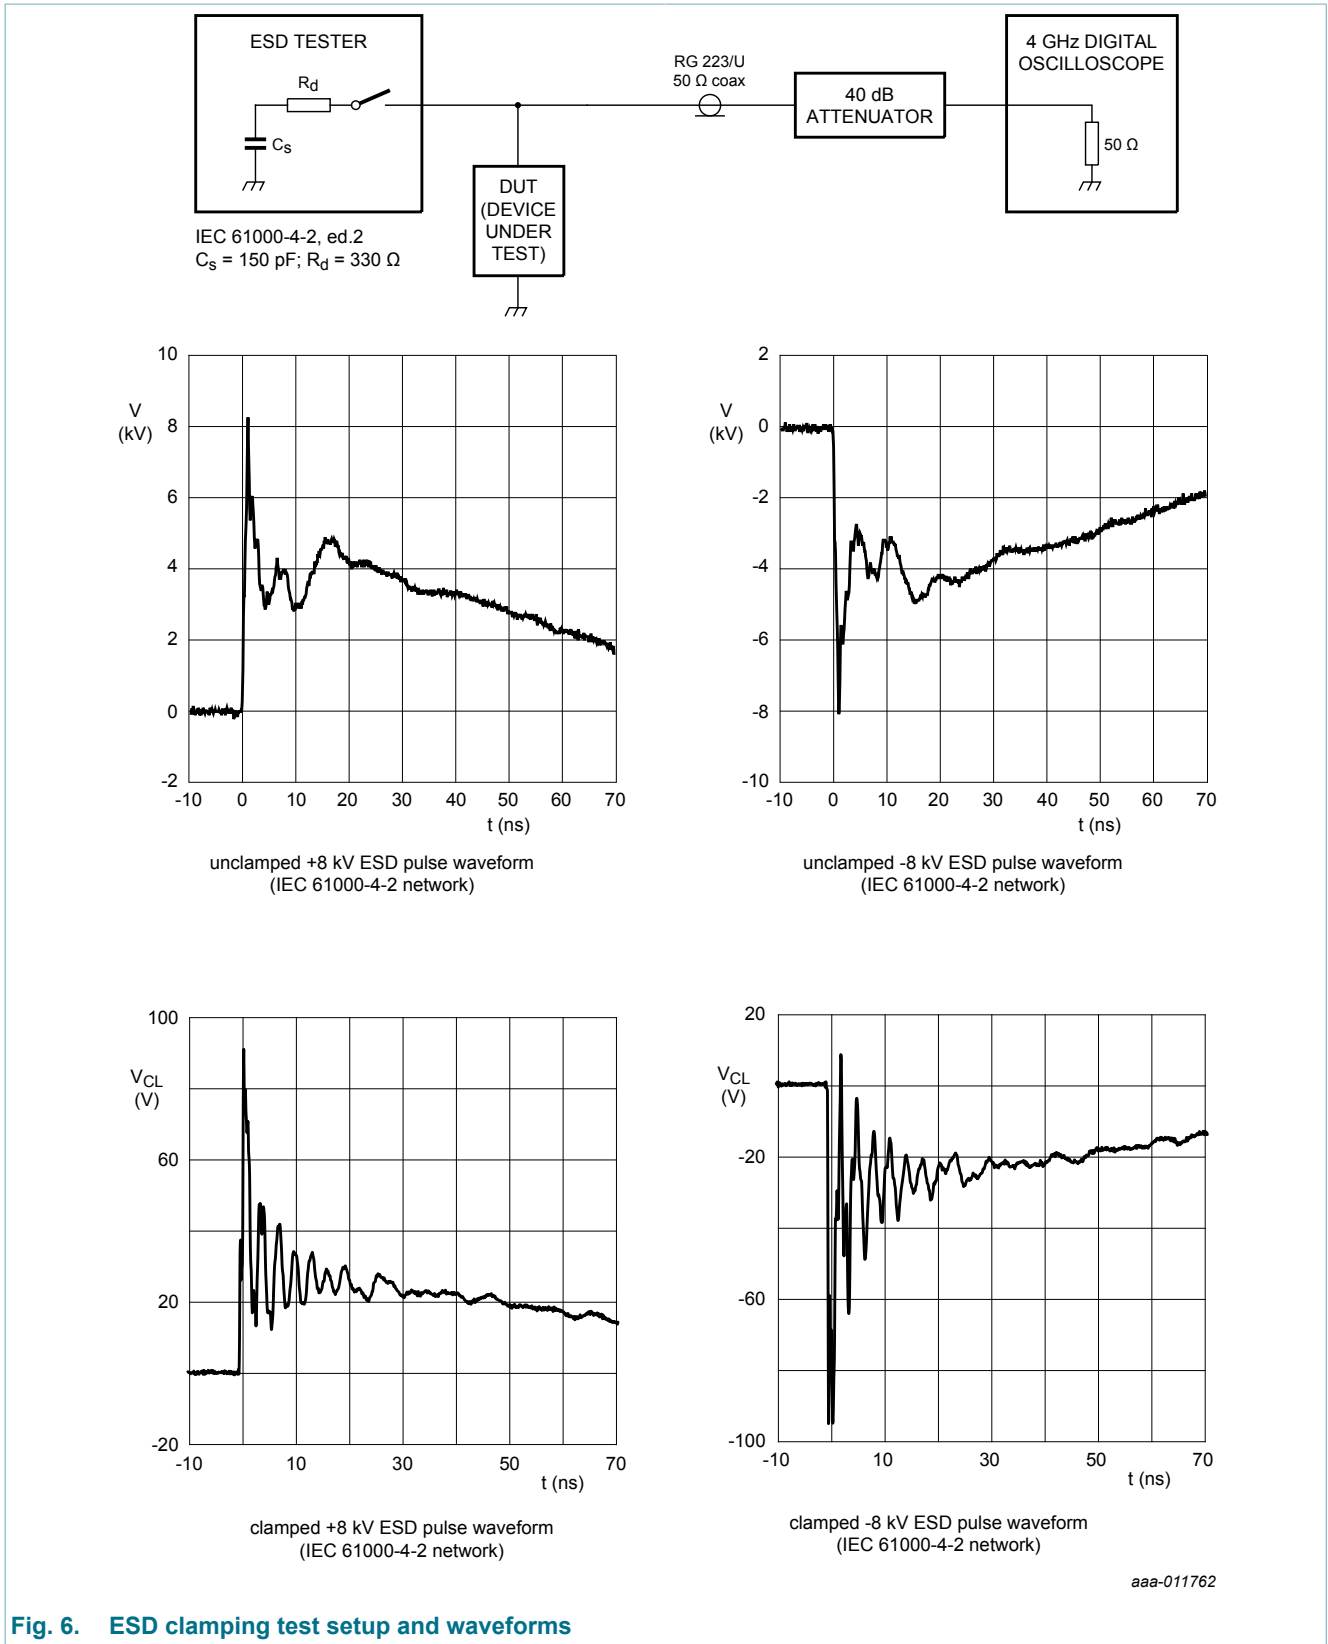 ESD TESTER
Rd
Cs
IEC 61000-4-2, ed.2
Cs = 150 pF; Rd = 330 Ω
DUT
(DEVICE
UNDER
TEST)
RG 223/U
50 Ω coax
40 dB
ATTENUATOR
4 GHz DIGITAL
OSCILLOSCOPE
50 Ω
V
(kV)
10
8
6
4
2
0
-2
-10 0 10 20 30 40 50 60 70
t (ns)
unclamped +8 kV ESD pulse waveform
(IEC 61000-4-2 network)
V
(kV)
2
0
-2
-4
-6
-8
-10
-10 0 10 20 30 40 50 60 70
t (ns)
unclamped -8 kV ESD pulse waveform
(IEC 61000-4-2 network)
VCL
(V)
100
60
20
-20
-10 10 30 50 70
t (ns)
clamped +8 kV ESD pulse waveform
(IEC 61000-4-2 network)
VCL
(V)
20
-20
-60
-100
-10 10 30 50 70
t (ns)
clamped -8 kV ESD pulse waveform
(IEC 61000-4-2 network)
aaa-011762
Fig. 6. ESD clamping test setup and waveforms